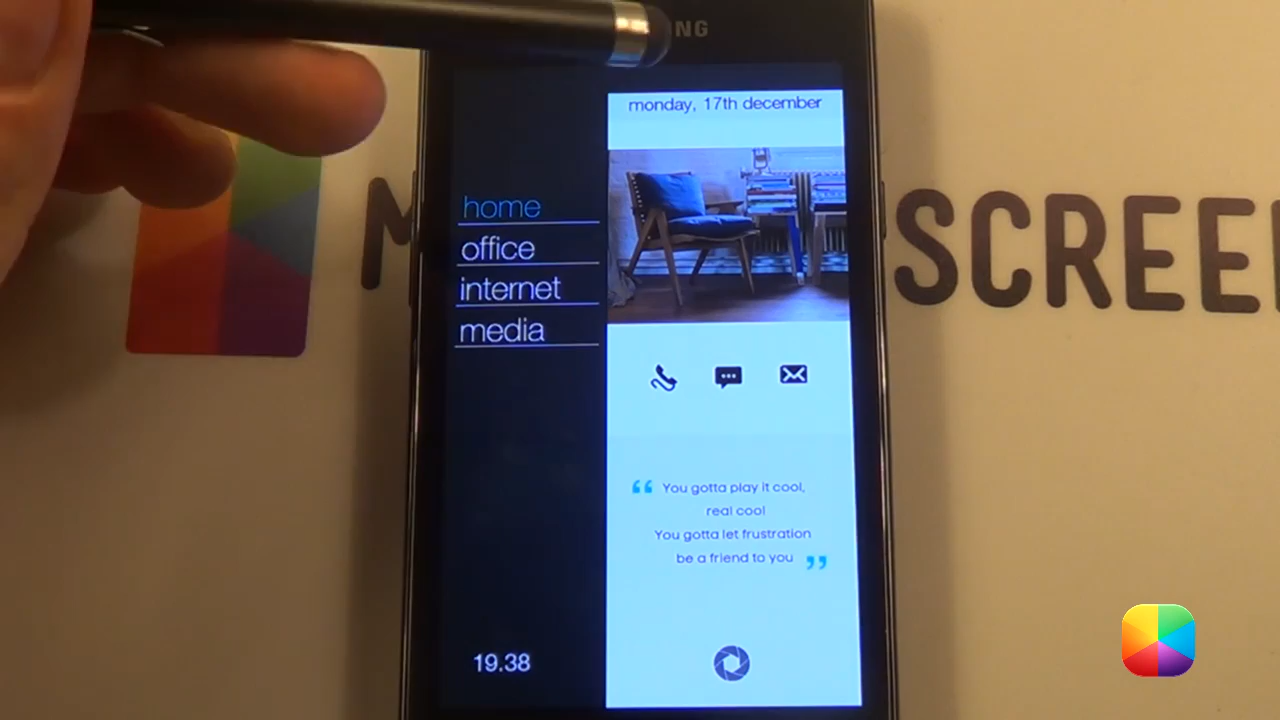 NG
monday, 17th december
home
office
internet
media
M
SCREE
“ You gotta play it cool,
real cool
You gotta let frustration
be a friend to you ”
19.38